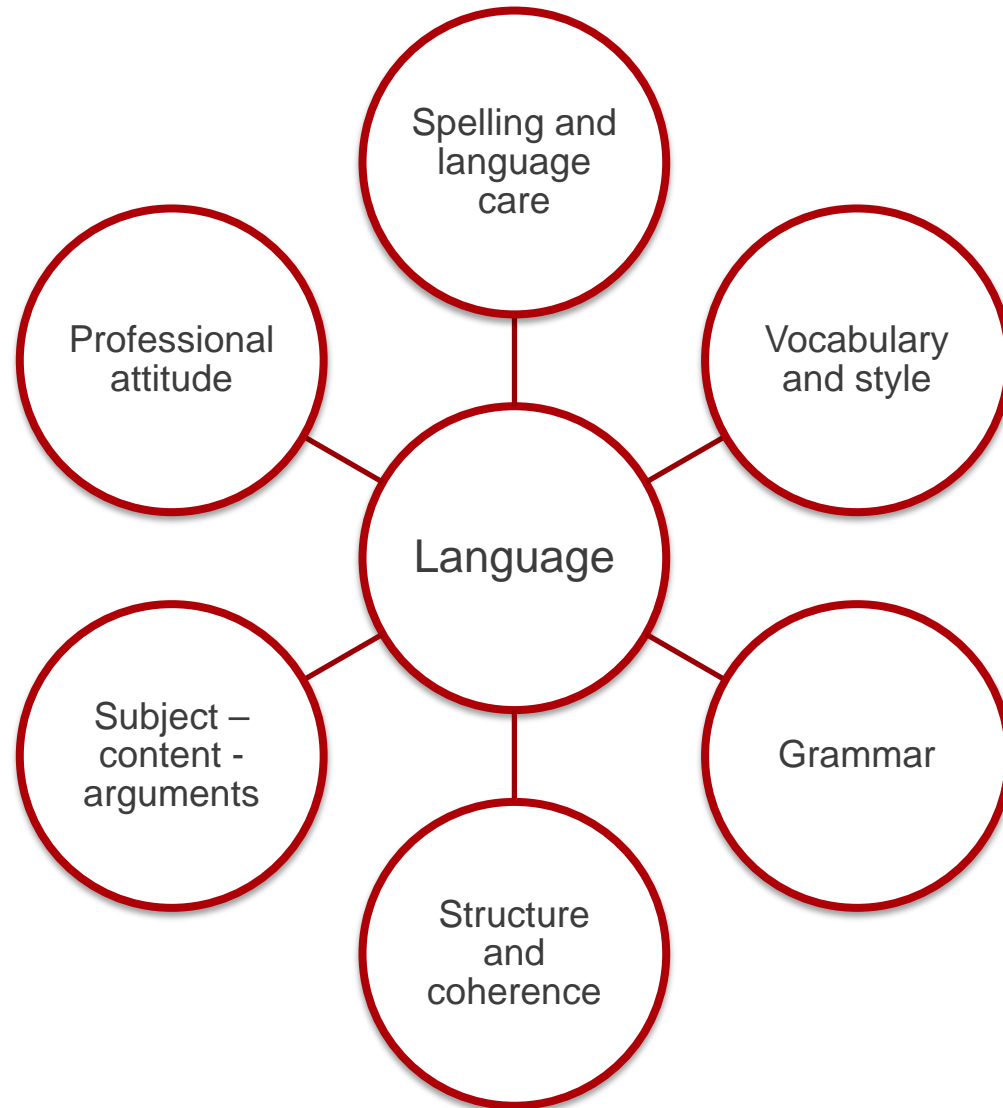 Spelling and
language
care
Professional
attitude
Vocabulary
and style
Language
Subject –
content -
arguments
Grammar
Structure
and
coherence